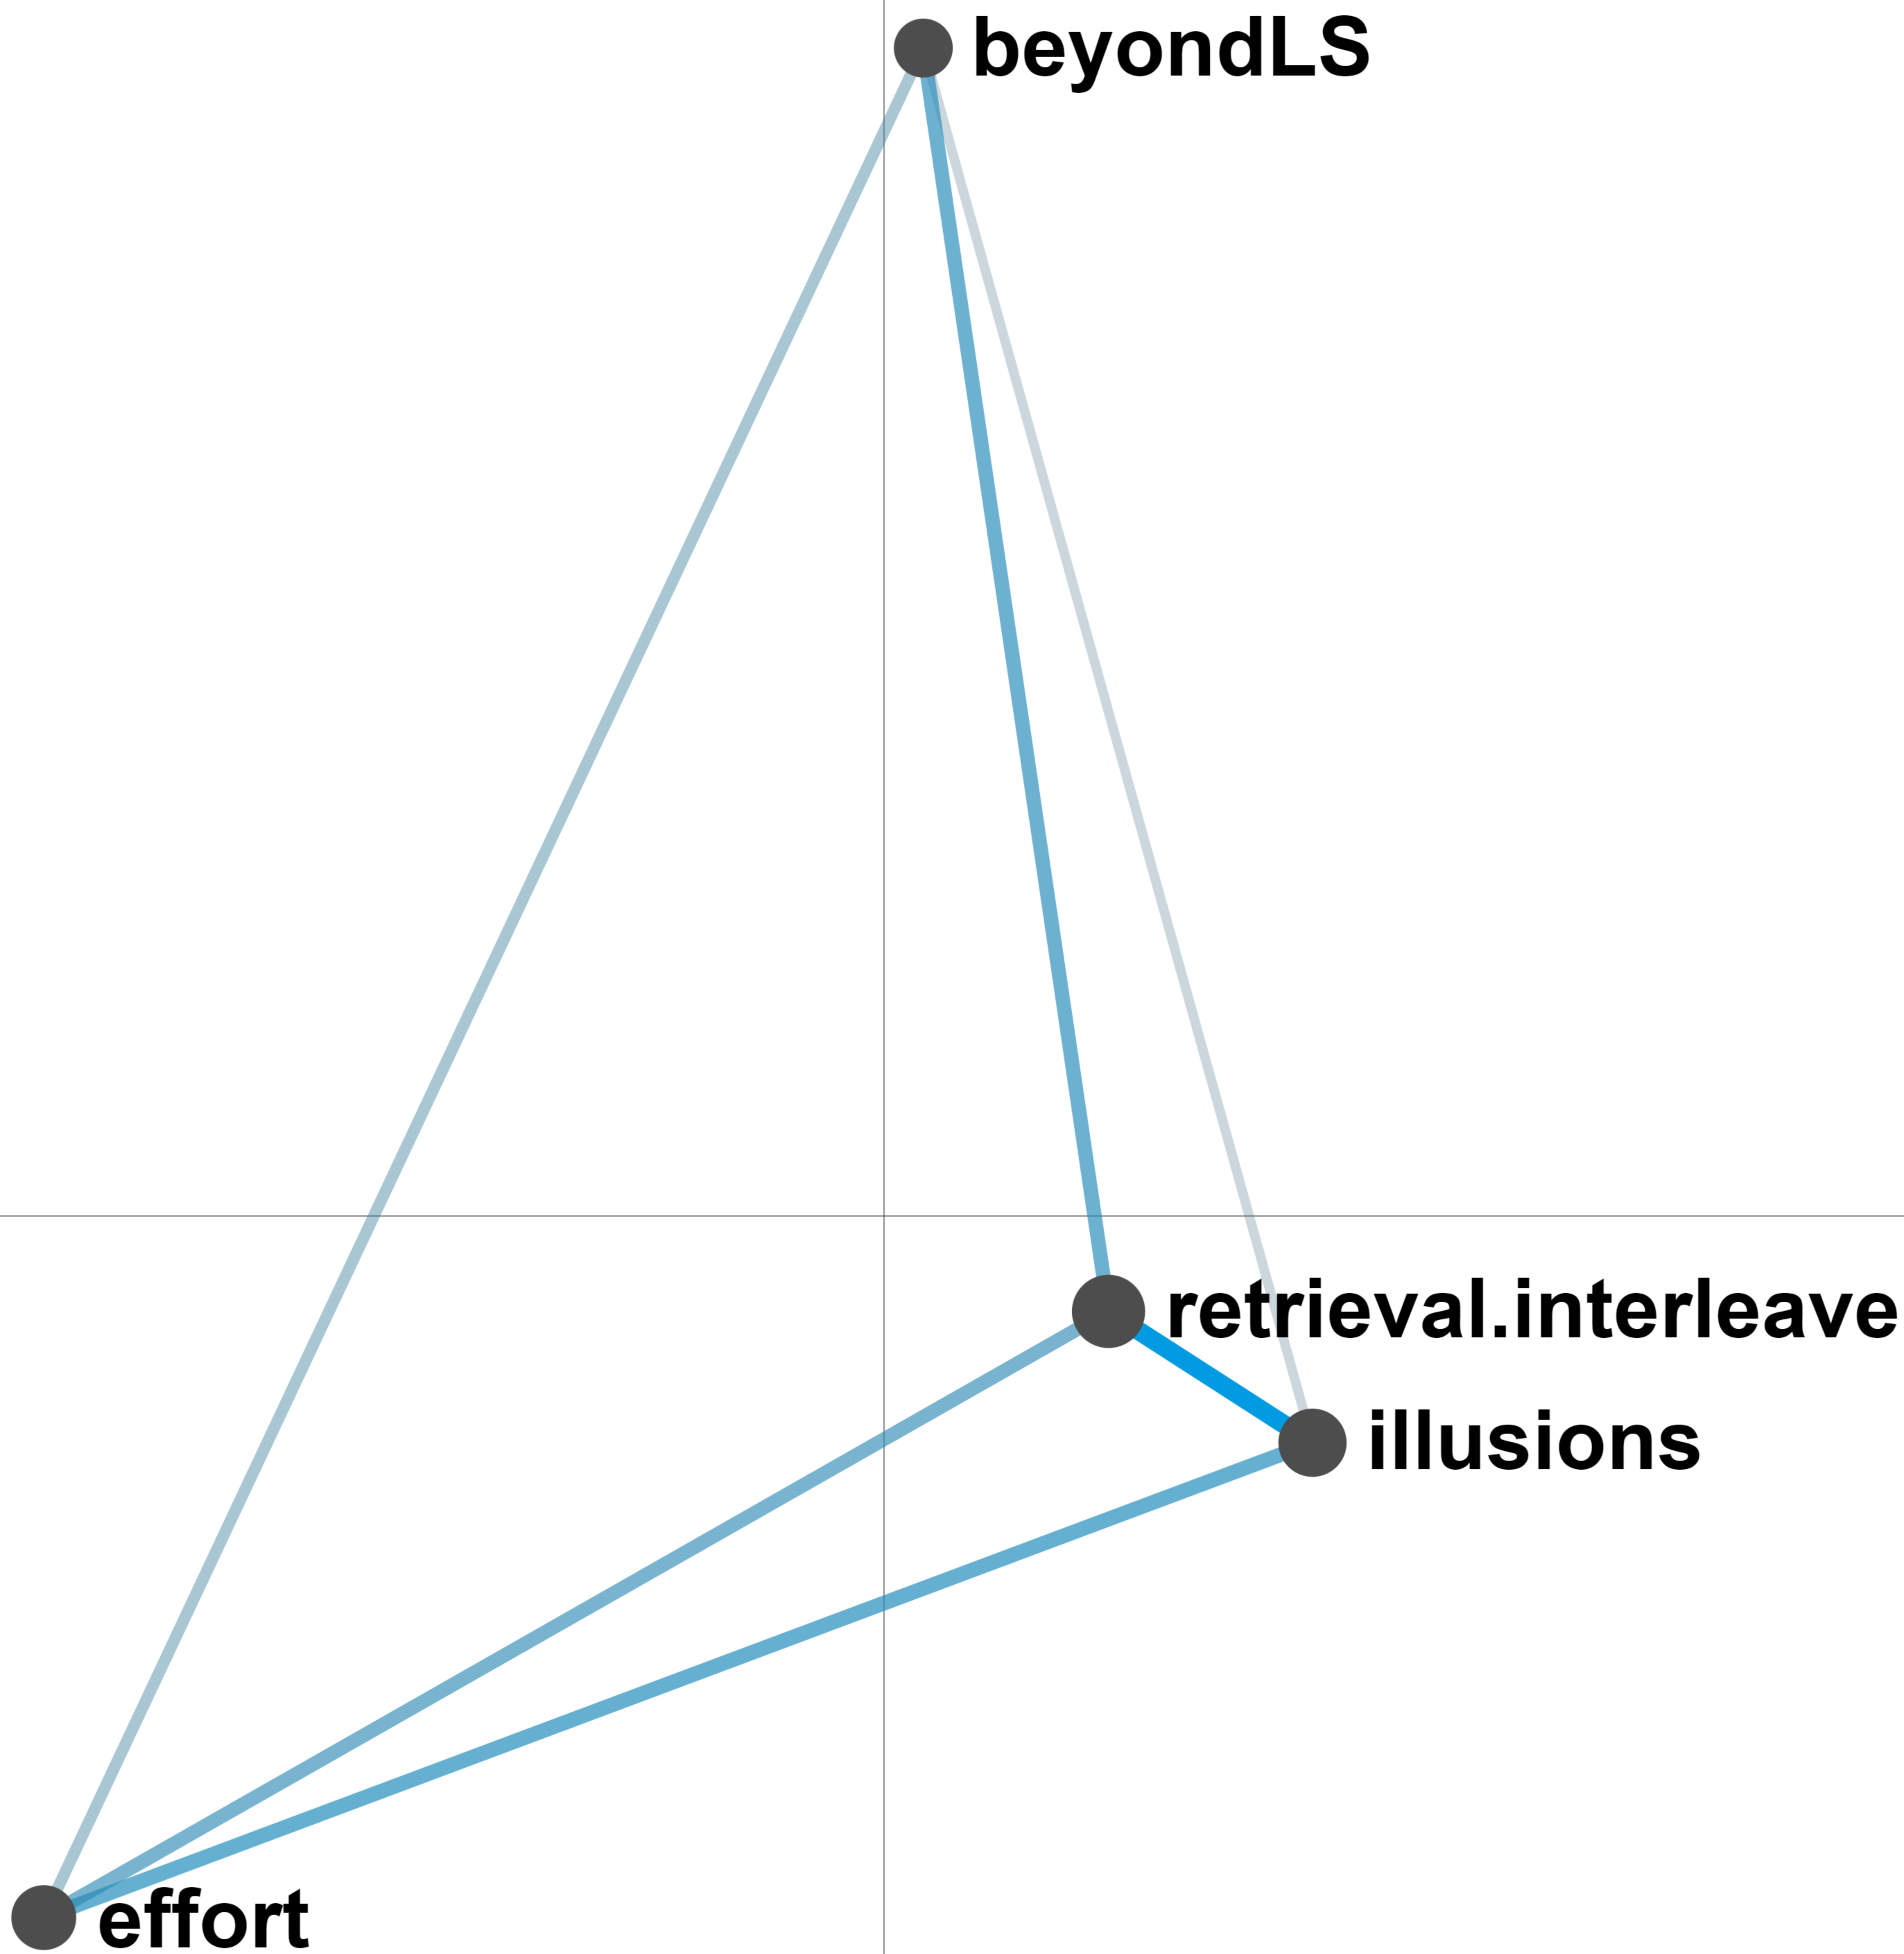 beyondLS
retrieval.interleave
illusions
effort